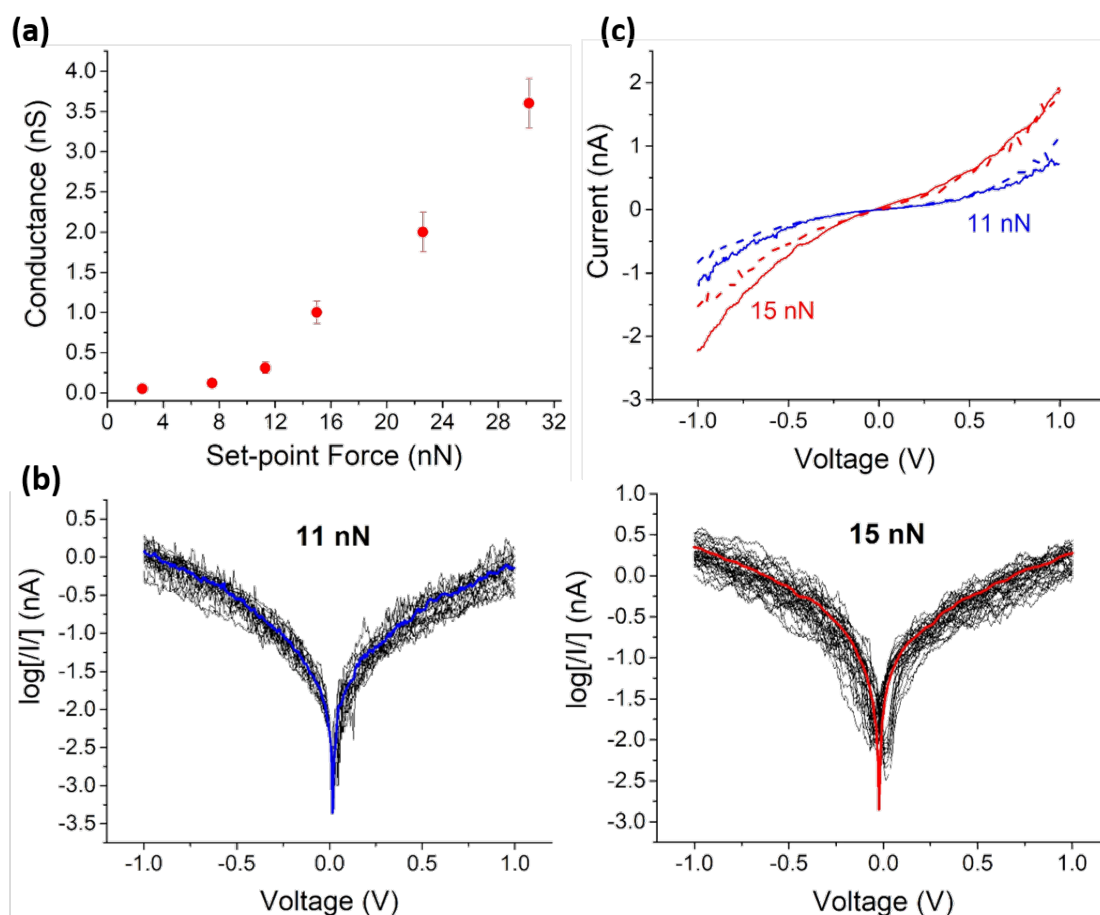 (a)
4.0
3.5
3.0
2.5
2.0
1.5
1.0
0.5
0.0
0 4 8 12 16 20 24 28 32
Conductance (nS)
Set-point Force (nN)
(c)
2
1
0
-1
-2
-3
-1.0 -0.5 0.0 0.5 1.0
Current (nA)
Voltage (V)
11 nN
15 nN
(b)
11 nN
0.5
0.0
-0.5
-1.0
-1.5
-2.0
-2.5
-3.0
-3.5
-1.0 -0.5 0.0 0.5 1.0
log[/I/] (nA)
Voltage (V)
15 nN
1.0
0.5
0.0
-0.5
-1.0
-1.5
-2.0
-2.5
-3.0
-1.0 -0.5 0.0 0.5 1.0
log[/I/] (nA)
Voltage (V)